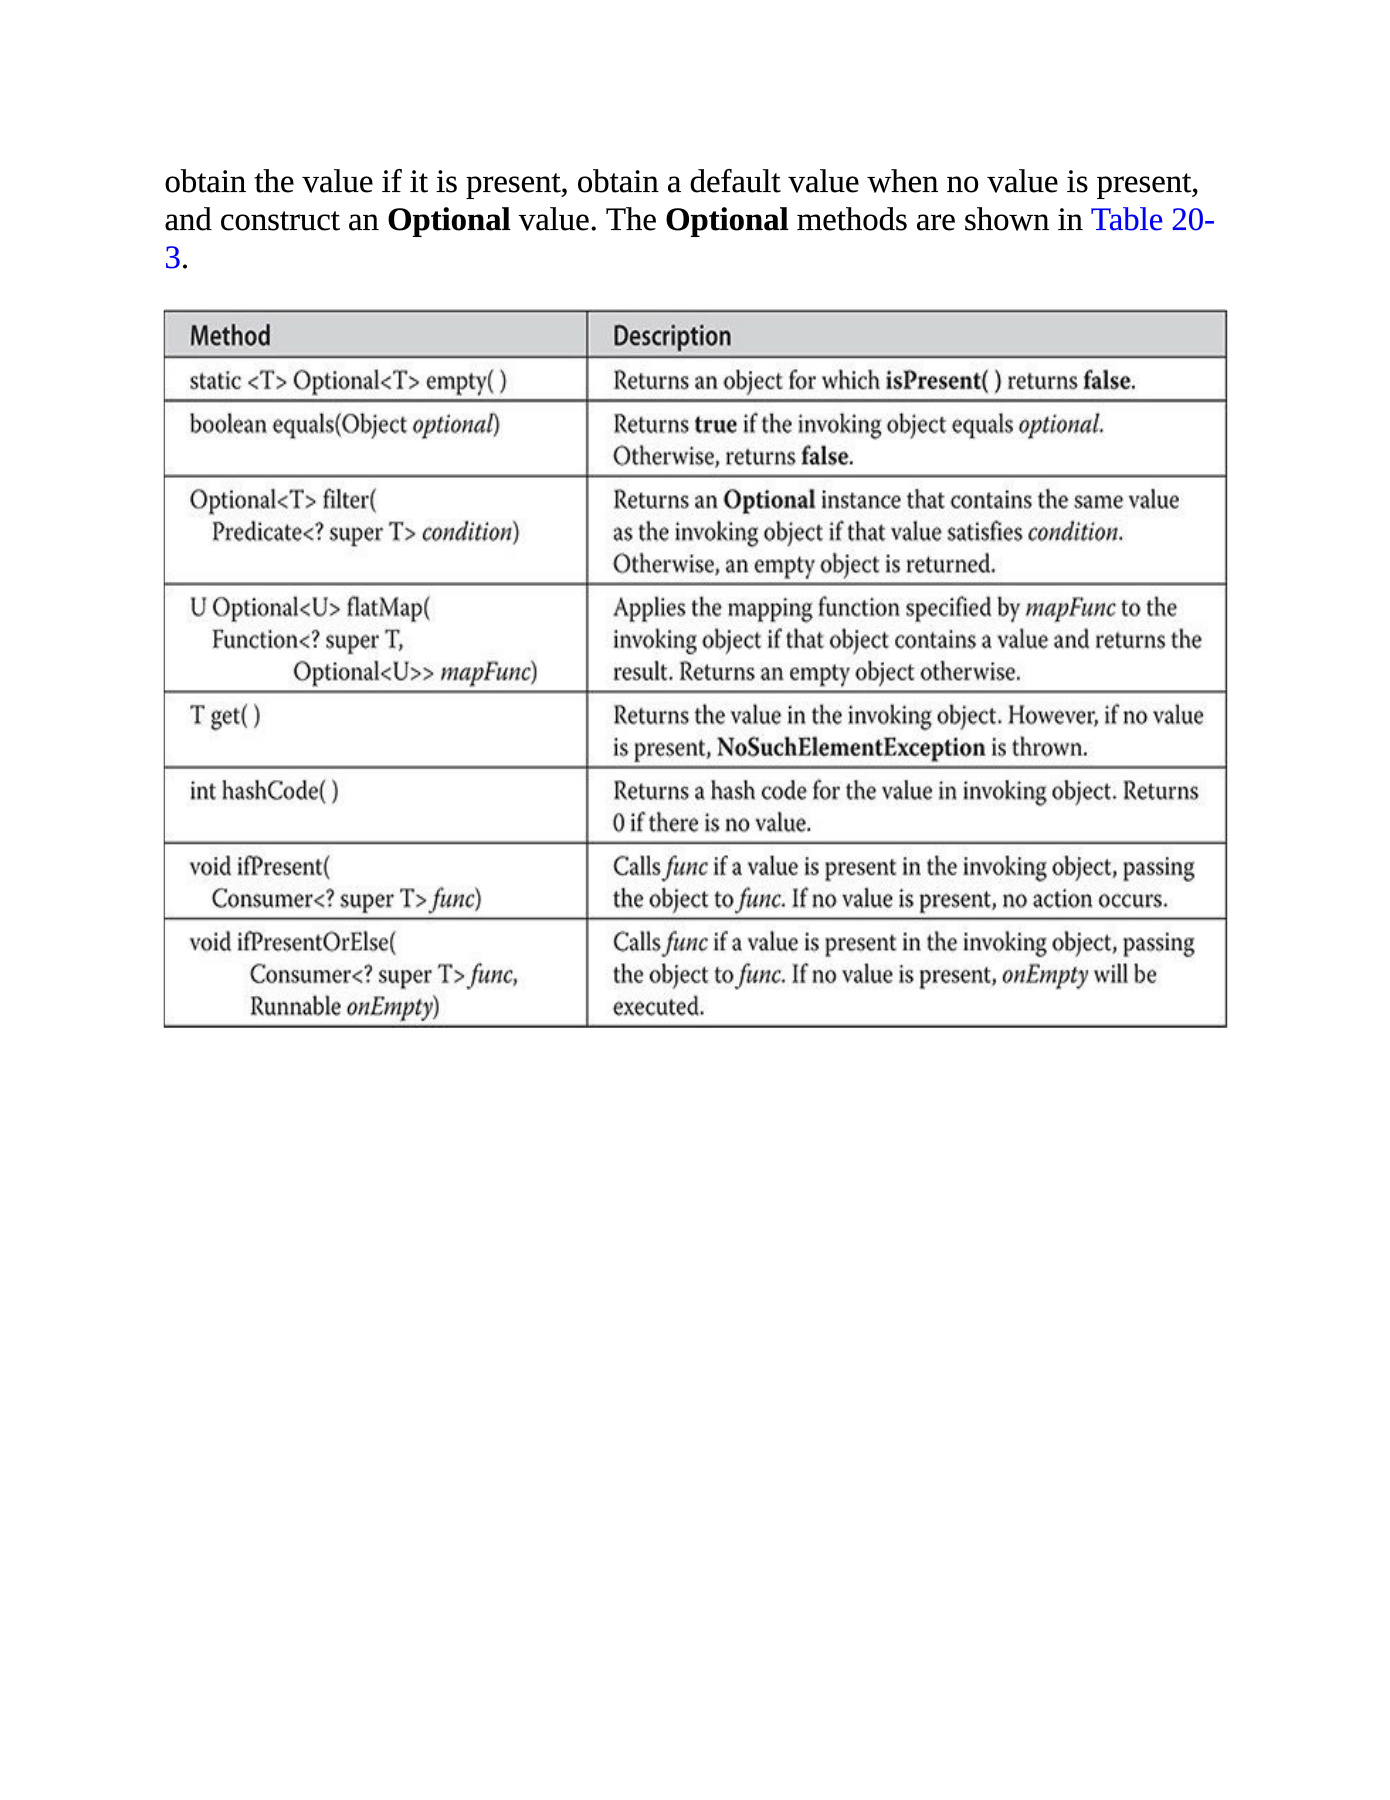 obtain the value if it is present, obtain a default value when no value is present,
and construct an Optional value. The Optional methods are shown in Table 20-
3.
Method Description
static <T> Optional<T> empty( ) Returns an object for which isPresent( ) returns false.
boolean equals(Object optional) Returns true if the invoking object equals optional.
Otherwise, returns false.
Optional<T> filter( Returns an Optional instance that contains the same value
Predicate<? super T> condition) as the invoking object if that value satisfies condition.
Otherwise, an empty object is returned.
U Optional<U> flatMap( Applies the mapping function specified by mapFunc to the
Function<? super T, invoking object if that object contains a value and returns the
Optional<U>> mapFunc) result. Returns an empty object otherwise.
T get( ) Returns the value in the invoking object. However, if no value
is present, NoSuchElementException is thrown.
int hashCode( ) Returns a hash code for the value in invoking object. Returns
0 if there is no value.
void ifPresent( Calls func if a value is present in the invoking object, passing
Consumer<? super T> func) the object to func. If no value is present, no action occurs.
void ifPresentOrElse( Calls func if a value is present in the invoking object, passing
Consumer<? super T> func, the object to func. If no value is present, onEmpty will be
Runnable onEmpty) executed.